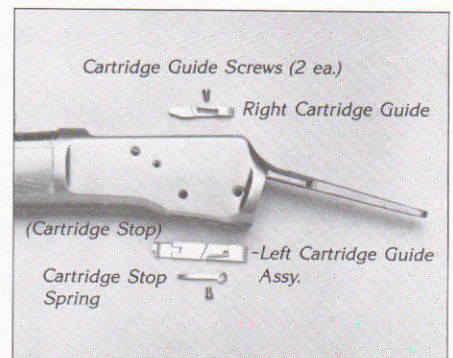 Cartridge Guide Screws (2 ea.)
Right Cartridge Guide
(Cartridge Stop)
-Left Cartridge Guide
Assy.
Cartridge Stop
Spring